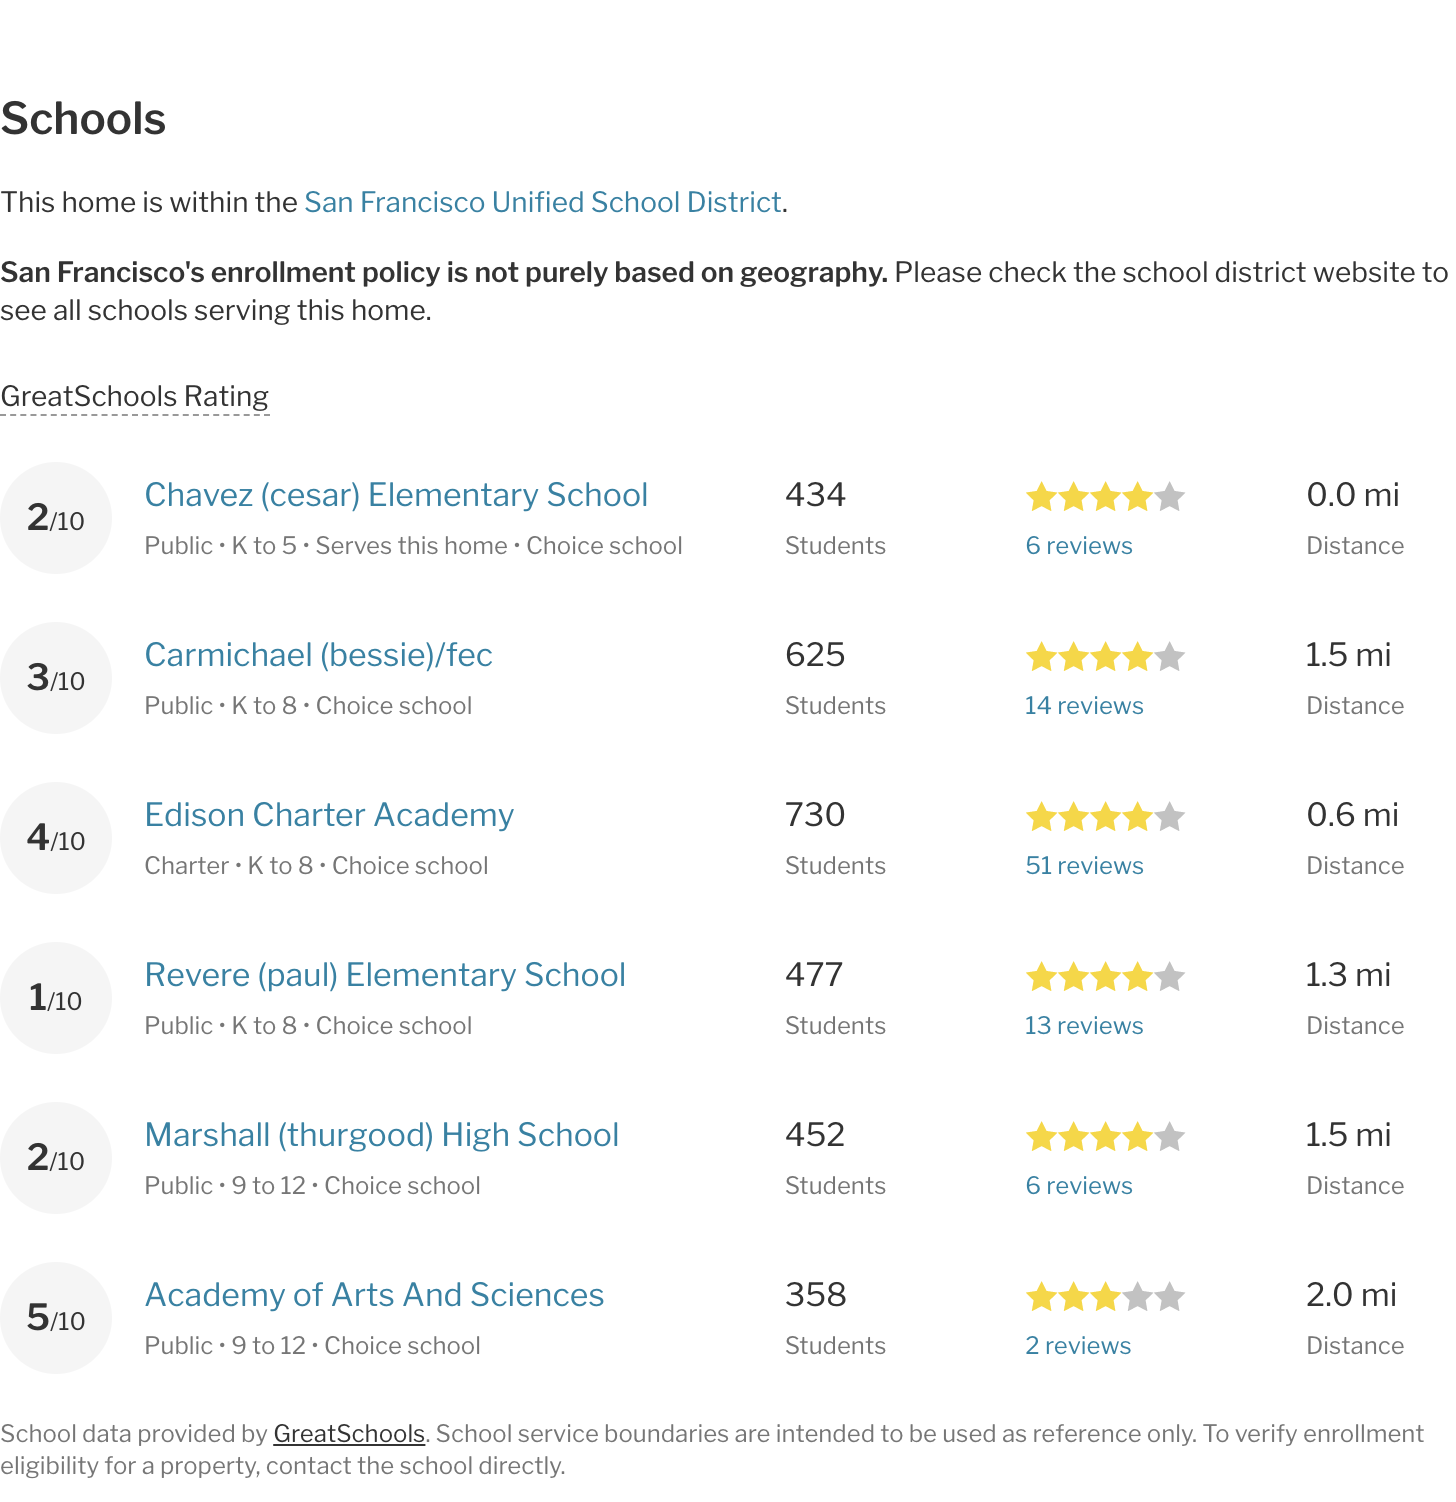 Schools
This home is within the San Francisco Unified School District.
San Francisco's enrollment policy is not purely based on geography. Please check the school district website to
see all schools serving this home.
GreatSchools Rating
2/10 Chavez (cesar) Elementary School 434 0.0 mi
Public • K to 5 • Serves this home • Choice school Students 6 reviews Distance
3/10 Carmichael (bessie)/fec 625 1.5 mi
Public • K to 8 • Choice school Students 14 reviews Distance
4/10 Edison Charter Academy 730 0.6 mi
Charter • K to 8 • Choice school Students 51 reviews Distance
1/10 Revere (paul) Elementary School 477 1.3 mi
Public • K to 8 • Choice school Students 13 reviews Distance
2/10 Marshall (thurgood) High School 452 1.5 mi
Public • 9 to 12 • Choice school Students 6 reviews Distance
5/10 Academy of Arts And Sciences 358 2.0 mi
Public • 9 to 12 • Choice school Students 2 reviews Distance
School data provided by GreatSchools. School service boundaries are intended to be used as reference only. To verify enrollment
eligibility for a property, contact the school directly.